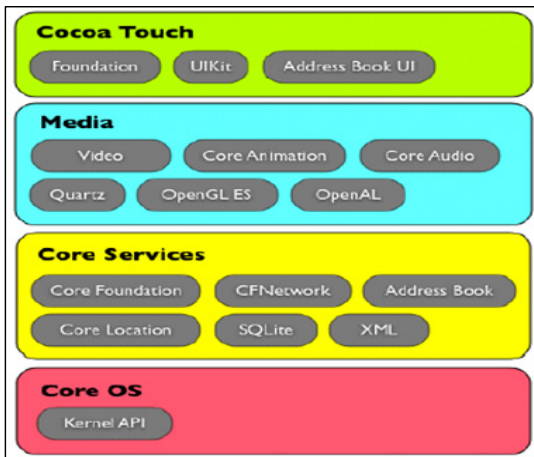 Cocoa Touch
Foundation UIKit Address Book UI
Media
Video Core Animation Core Audio
Quartz OpenGL ES OpenAL
Core Services
Core Foundation CFNetwork Address Book
Core Location SQLite XML
Core OS
Kernel API